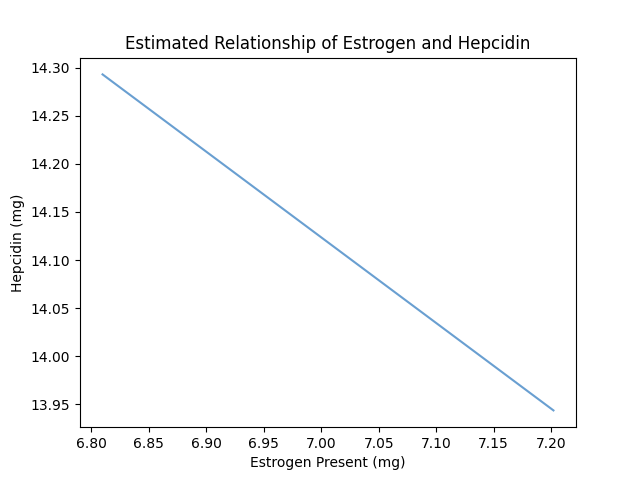 Estimated Relationship of Estrogen and Hepcidin
14.30
14.25
14.20
14.15
14.10
14.05
14.00
13.95
Hepcidin (mg)
6.80 6.85 6.90 6.95 7.00 7.05 7.10 7.15 7.20
Estrogen Present (mg)